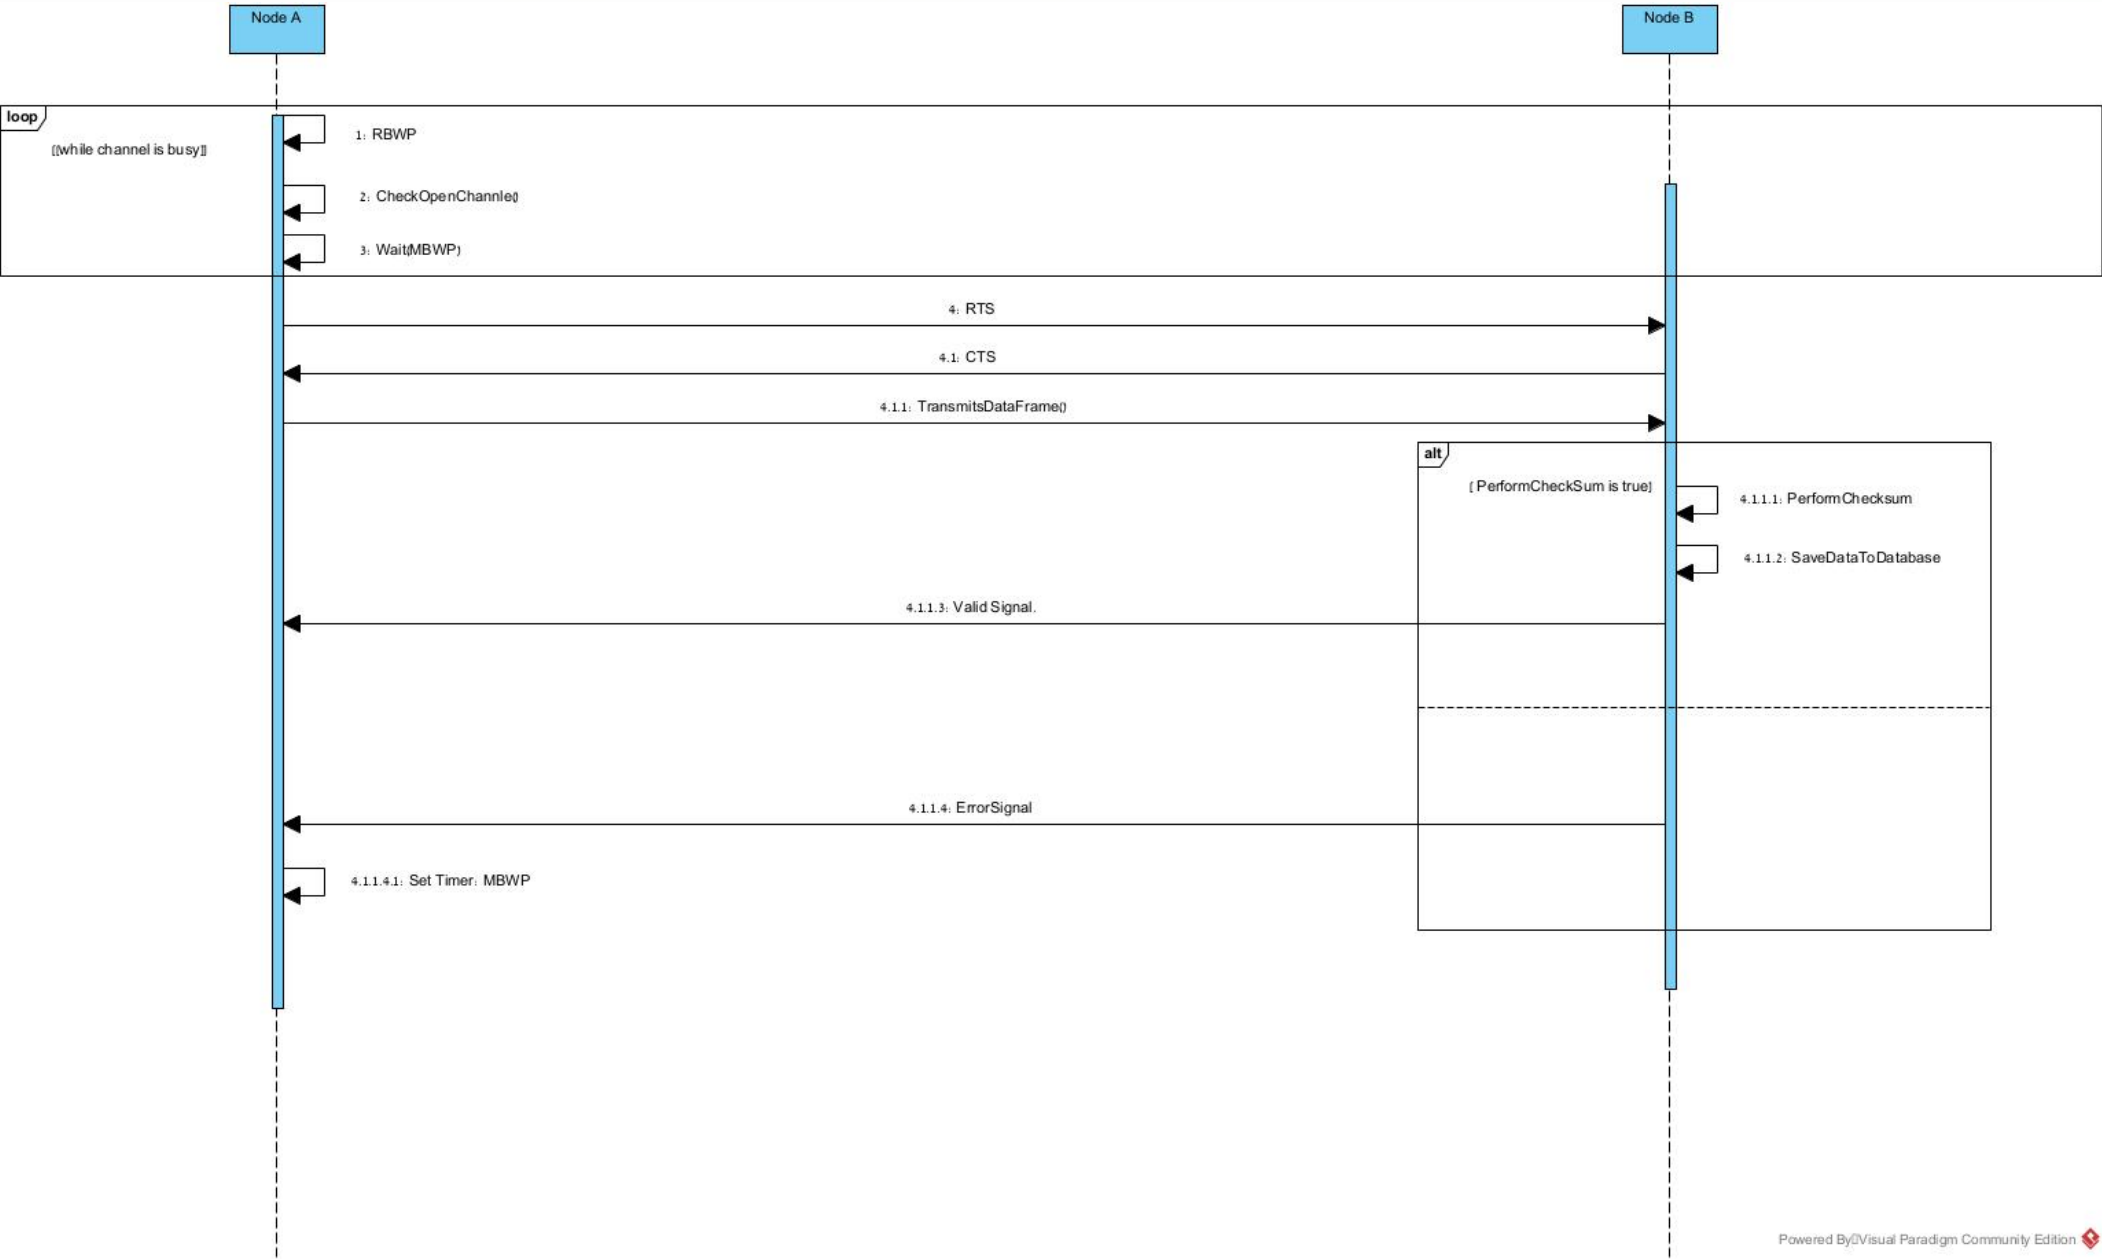 Node A
Node B
loop
[[while channel is busy]]
1: RBWP
2: CheckOpenChannle()
3: Wait(MBWP)
4: RTS
4.1: CTS
4.1.1: TransmitsDataFrame()
alt
[ PerformCheckSum is true]
4.1.1.1: PerformChecksum
4.1.1.2: SaveDataToDatabase
4.1.1.3: Valid Signal.
4.1.1.4: ErrorSignal
4.1.1.4.1: Set Timer: MBWP
Powered By Visual Paradigm Community Edition